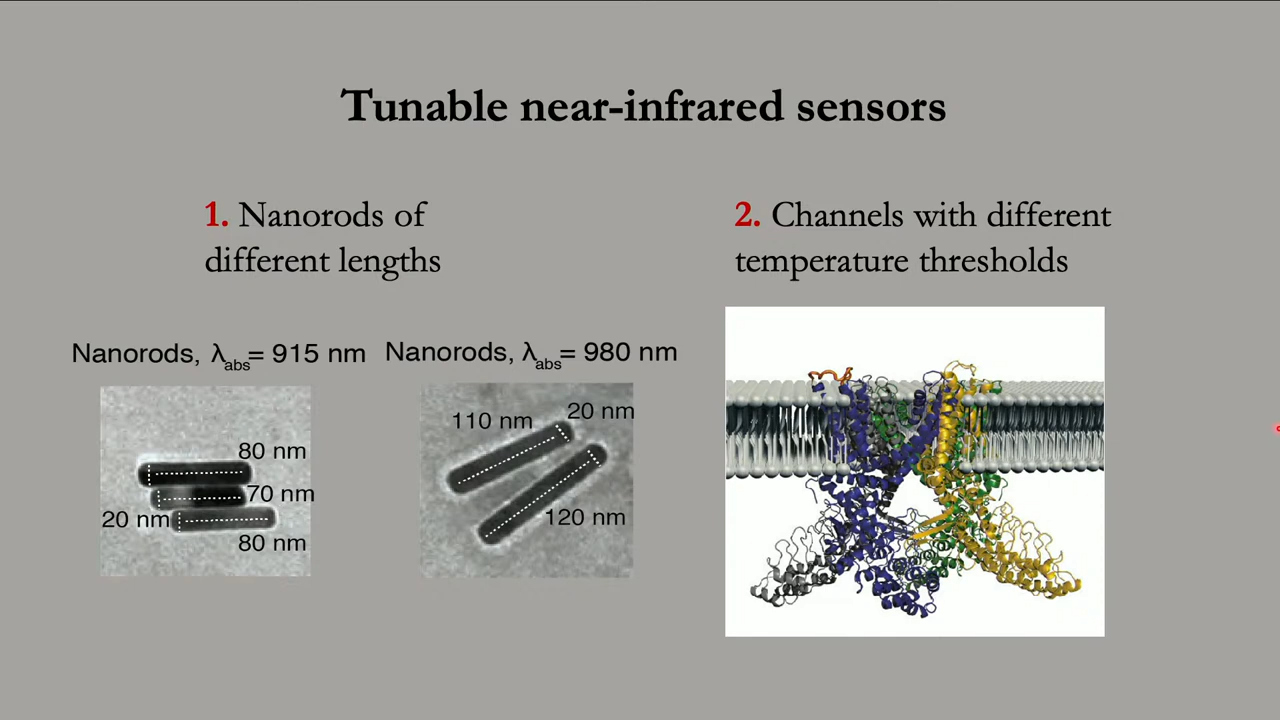 Tunable near-infrared sensors
1. Nanorods of
different lengths
2. Channels with different
temperature thresholds
Nanorods, λabs= 915 nm
Nanorods, λabs= 980 nm
80 nm
70 nm
20 nm
80 nm
110 nm
20 nm
120 nm